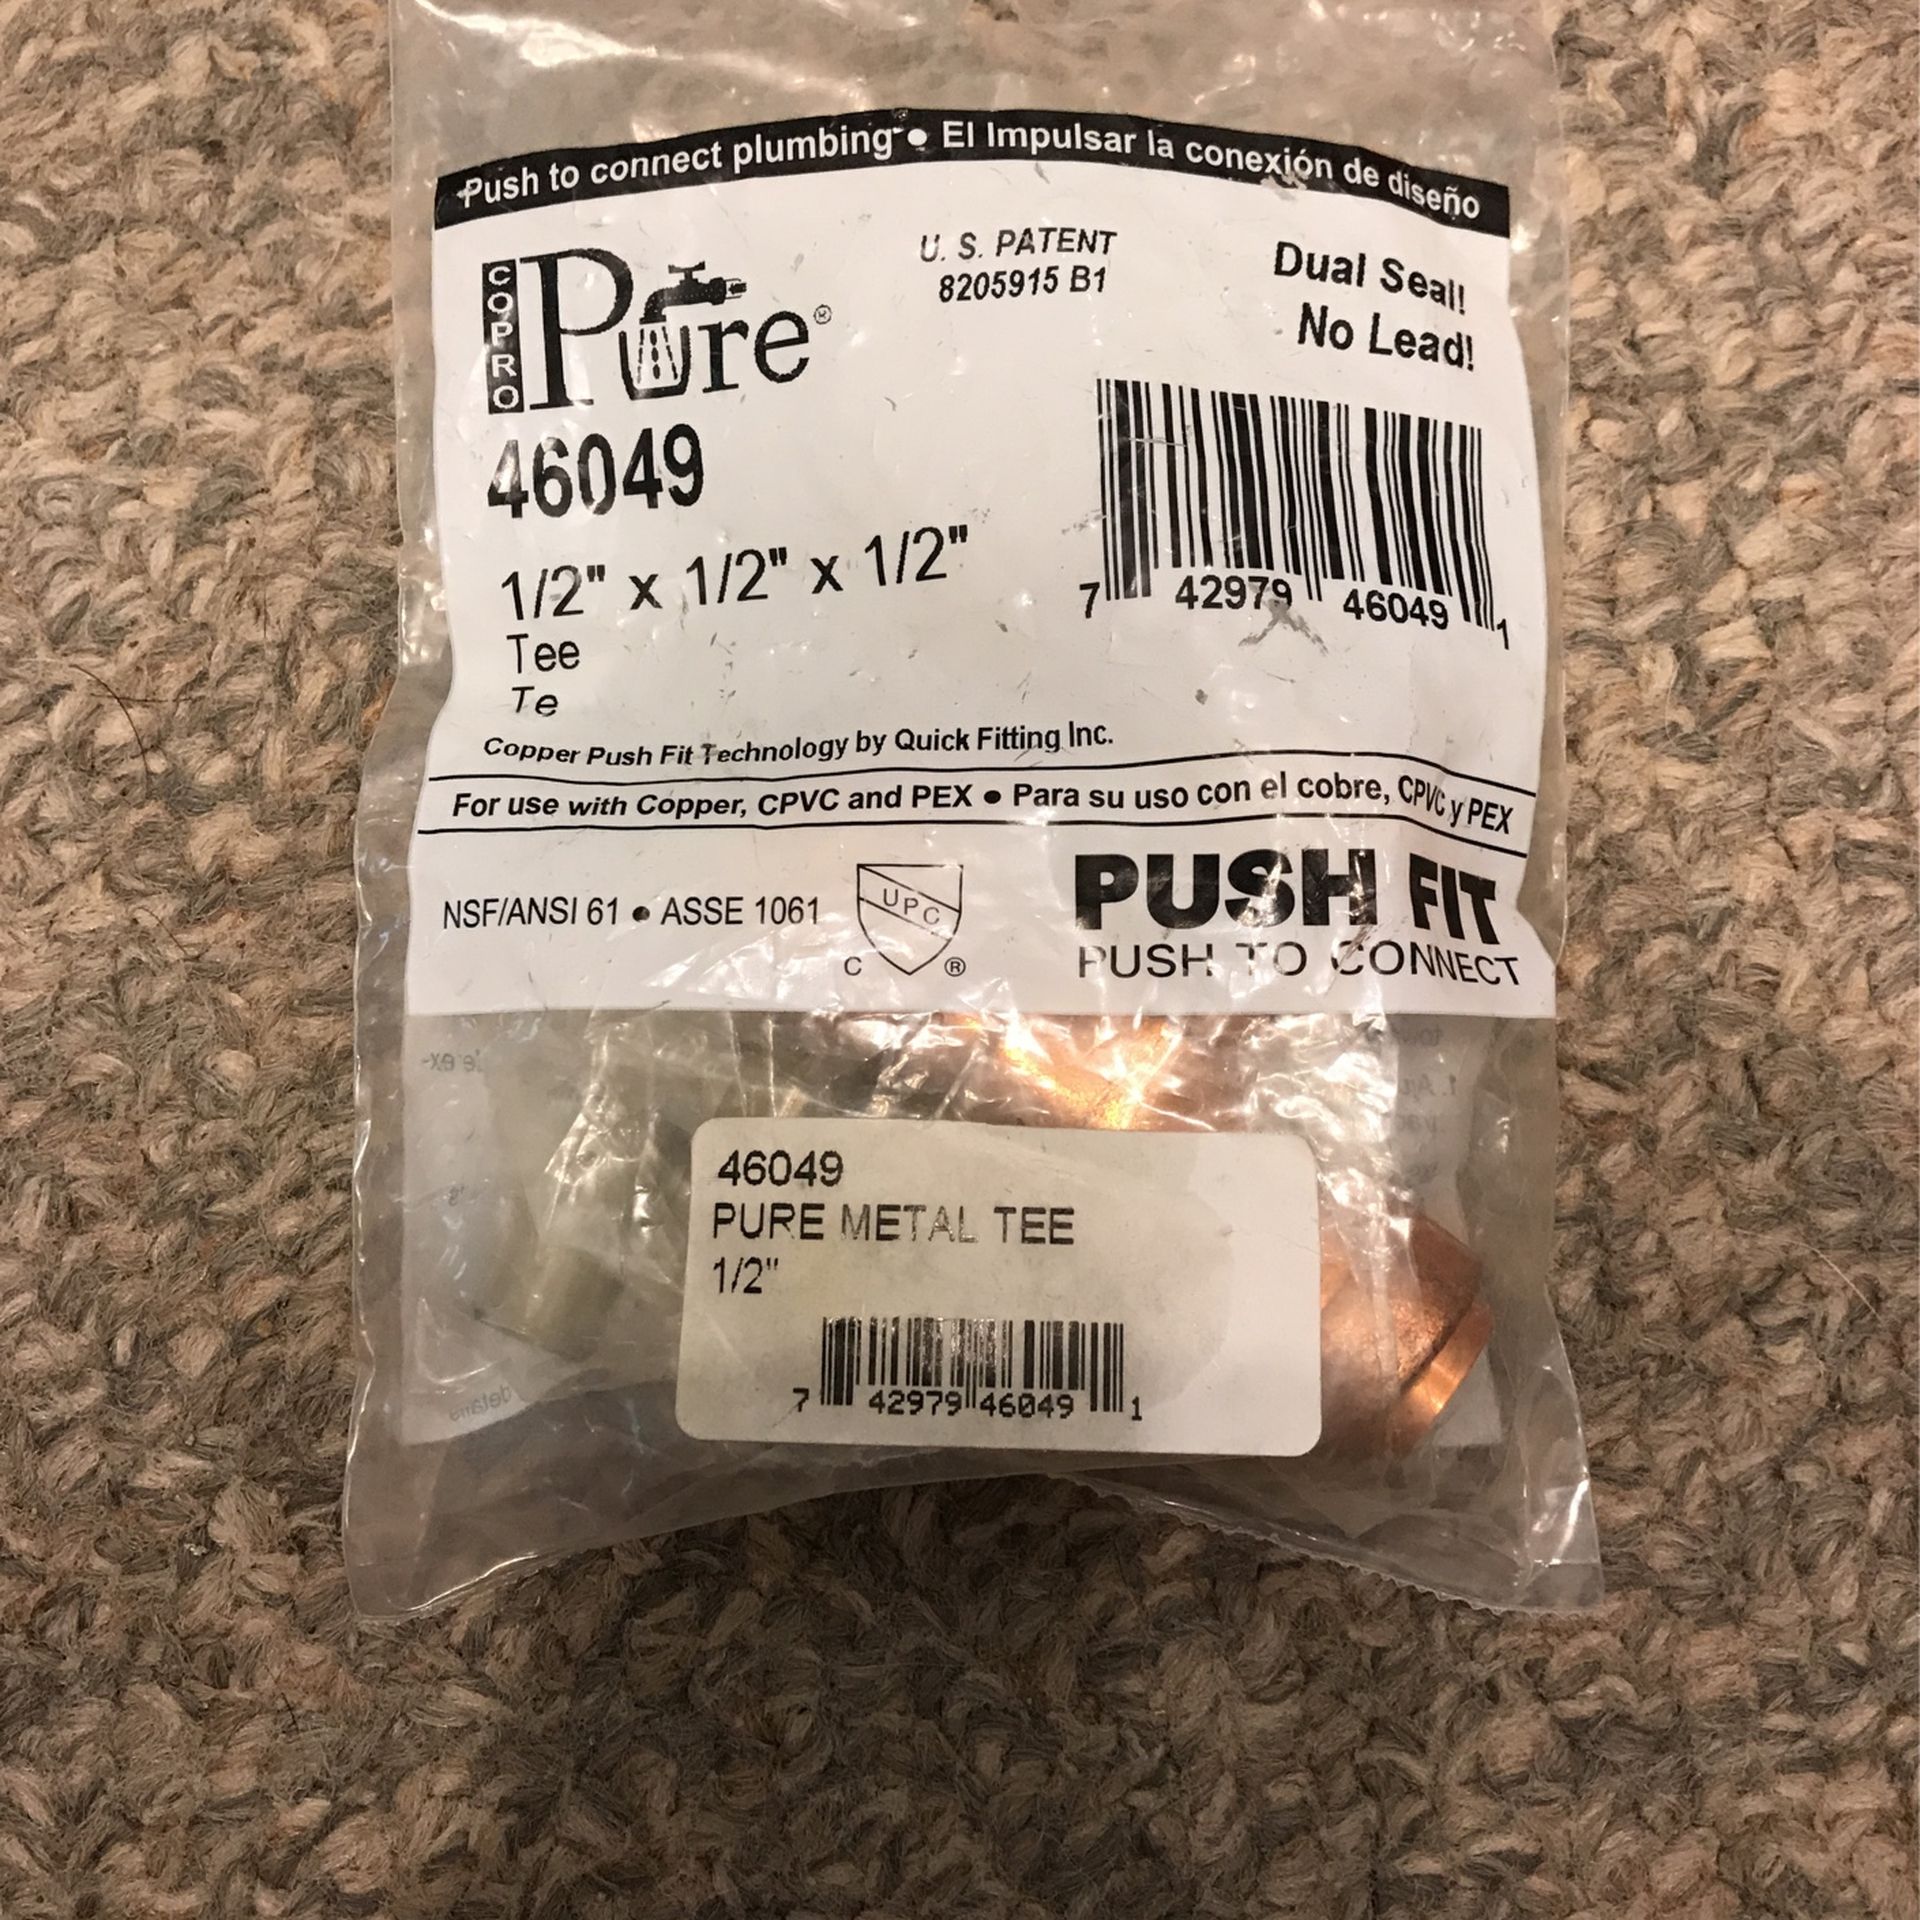 Push to connect plumbing • El Impulsar la conexión de diseño
COPRO
Pure®
U. S. PATENT
8205915 B1
Dual Seal!
No Lead!
46049
1/2" x 1/2" x 1/2"
Tee
Te
7 42979 46049 1
Copper Push Fit Technology by Quick Fitting Inc.
For use with Copper, CPVC and PEX • Para su uso con el cobre, CPVC y PEX
NSF/ANSI 61 • ASSE 1061
UPC
C ®
PUSH FIT
PUSH TO CONNECT
46049
PURE METAL TEE
1/2"
7 42979 46049 1
details